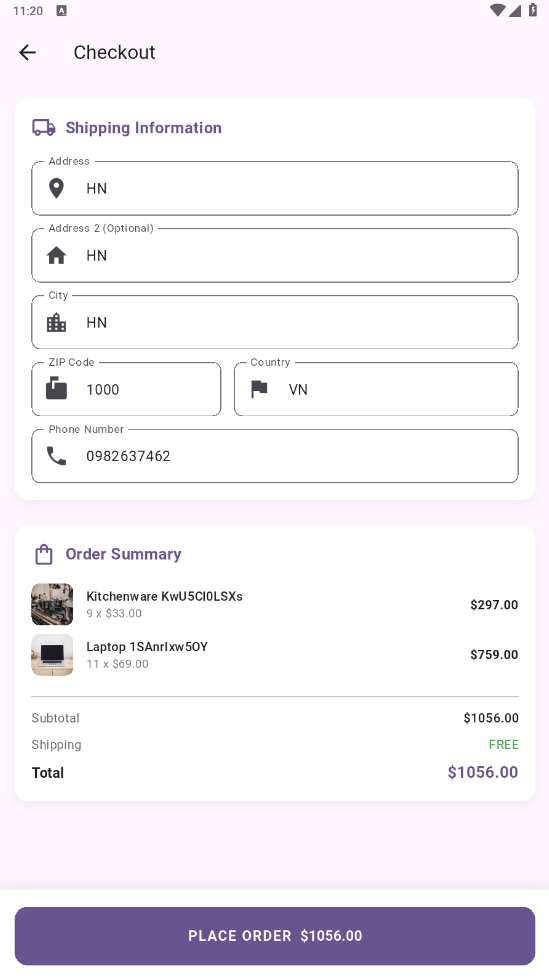 11:20
Checkout
Shipping Information
Address
HN
Address 2 (Optional)
HN
City
HN
ZIP Code
1000
Country
VN
Phone Number
0982637462
Order Summary
Kitchenware KwU5CI0LSXs
9 x $33.00
$297.00
Laptop 1SAnrIxw5OY
11 x $69.00
$759.00
Subtotal $1056.00
Shipping FREE
Total $1056.00
PLACE ORDER $1056.00